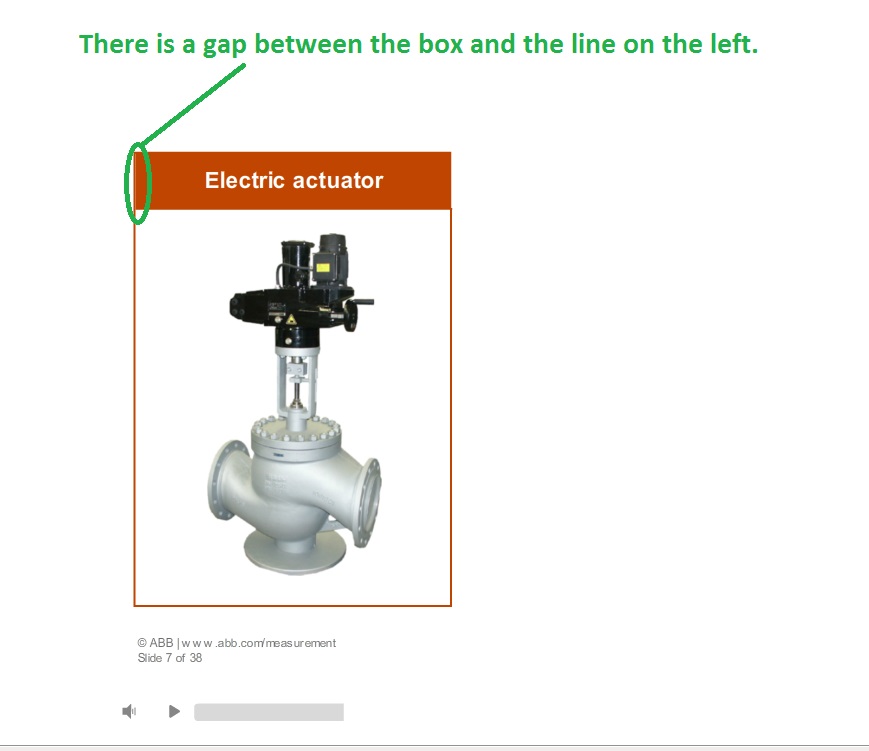 There is a gap between the box and the line on the left.
Electric actuator
© ABB | www.abb.com/measurement
Slide 7 of 38